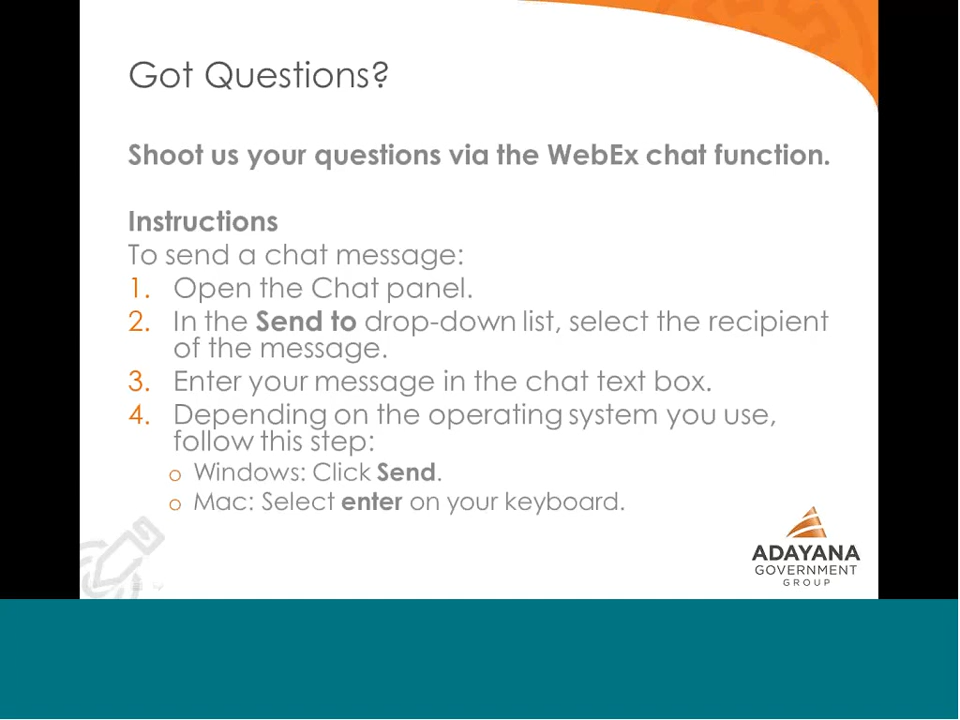 Got Questions?
Shoot us your questions via the WebEx chat function.
Instructions
To send a chat message:
1. Open the Chat panel.
2. In the Send to drop-down list, select the recipient
of the message.
3. Enter your message in the chat text box.
4. Depending on the operating system you use,
follow this step:
o Windows: Click Send.
o Mac: Select enter on your keyboard.
ADAYANA
GOVERNMENT
GROUP